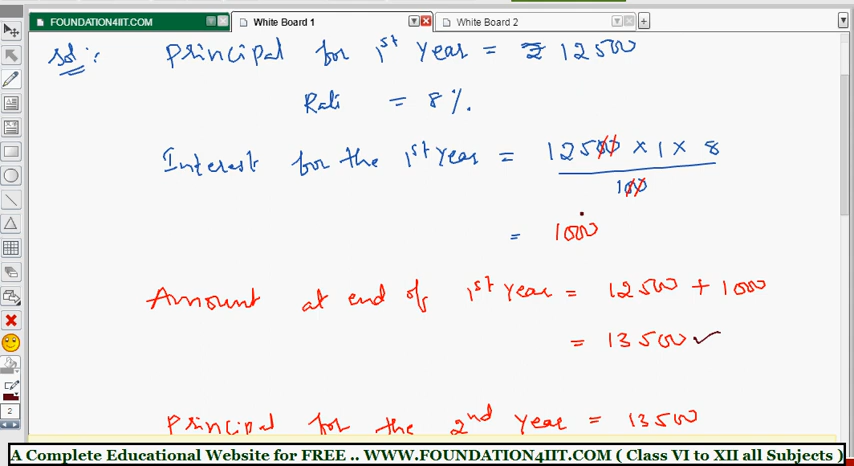 FOUNDATION4IIT.COM White Board 1 White Board 2
Sol: Principal for 1st Year = ₹ 12500
Rate = 8 %.
Interest for the 1st Year = 12500 × 1 × 8
100
= 1000
Amount at end of 1st Year = 12500 + 1000
= 13500 ✓
Principal for the 2nd Year = 13500
2
A Complete Educational Website for FREE .. WWW.FOUNDATION4IIT.COM ( Class VI to XII all Subjects )